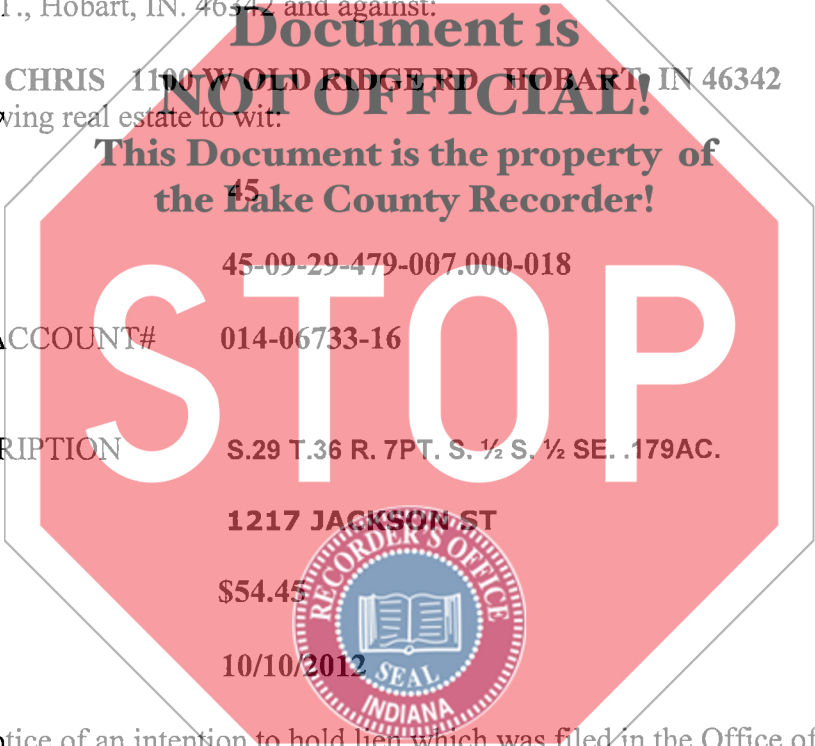 T., Hobart, IN. 46342 and against:
Document is
CHRIS 1100 W OLD RIDGE RD HOBART, IN 46342
NOT OFFICIAL!
wing real estate to wit:
This Document is the property of
45
the Lake County Recorder!
45-09-29-479-007.000-018
STOP
ACCOUNT# 014-06733-16
RIPTION S.29 T.36 R. 7PT. S. ½ S. ½ SE. .179AC.
1217 JACKSON ST
RECORDER'S OFFICE
$54.45
10/10/2012
SEAL
INDIANA
tice of an intention to hold lien which was filed in the Office of